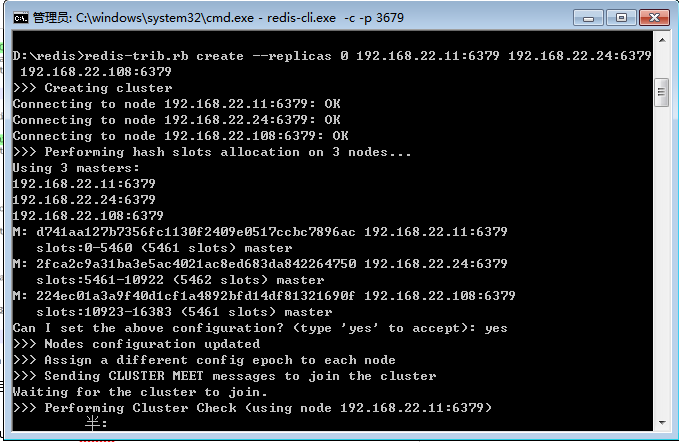 管理员: C:\windows\system32\cmd.exe - redis-cli.exe -c -p 3679
D:\redis>redis-trib.rb create --replicas 0 192.168.22.11:6379 192.168.22.24:6379
192.168.22.108:6379
>>> Creating cluster
Connecting to node 192.168.22.11:6379: OK
Connecting to node 192.168.22.24:6379: OK
Connecting to node 192.168.22.108:6379: OK
>>> Performing hash slots allocation on 3 nodes...
Using 3 masters:
192.168.22.11:6379
192.168.22.24:6379
192.168.22.108:6379
M: d741aa127b7356fc1130f2409e0517ccbc7896ac 192.168.22.11:6379
slots:0-5460 (5461 slots) master
M: 2fca2c9a31ba3e5ac4021ac8ed683da842264750 192.168.22.24:6379
slots:5461-10922 (5462 slots) master
M: 224ec01a3a9f40d1cf1a4892bfd14df81321690f 192.168.22.108:6379
slots:10923-16383 (5461 slots) master
Can I set the above configuration? (type 'yes' to accept): yes
>>> Nodes configuration updated
>>> Assign a different config epoch to each node
>>> Sending CLUSTER MEET messages to join the cluster
Waiting for the cluster to join.
>>> Performing Cluster Check (using node 192.168.22.11:6379)
半: